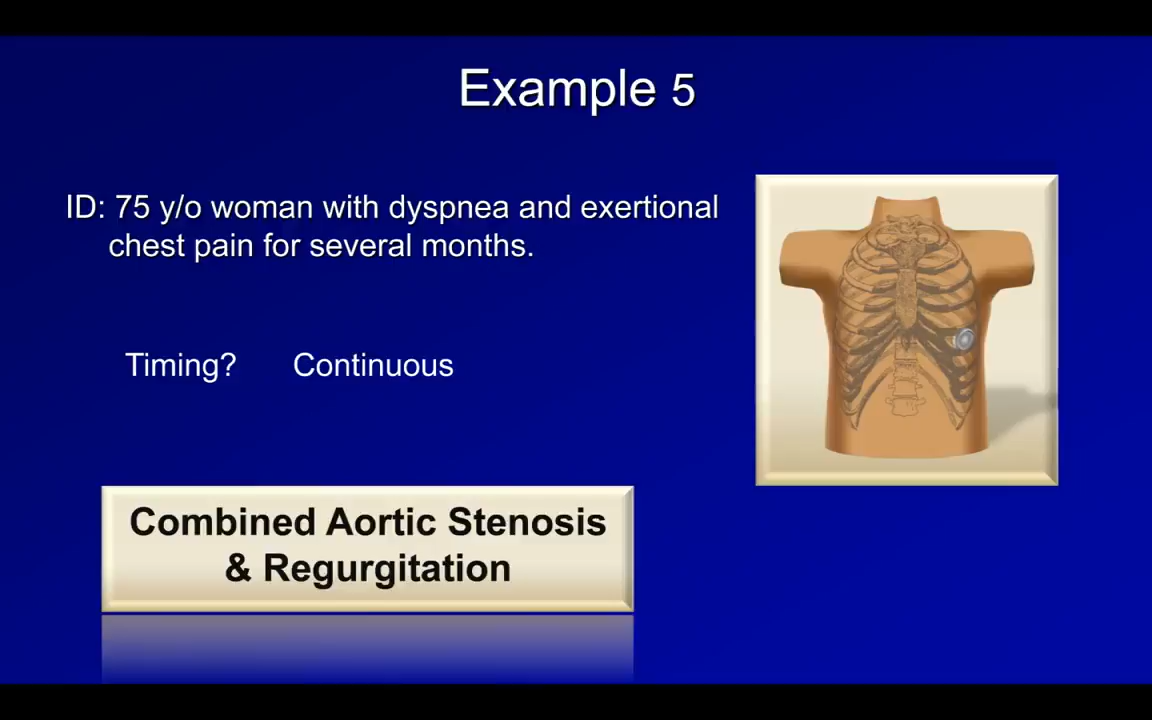 Example 5
ID: 75 y/o woman with dyspnea and exertional
chest pain for several months.
Timing? Continuous
Combined Aortic Stenosis
& Regurgitation